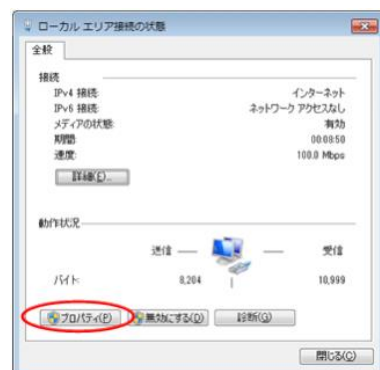 ローカル エリア接続の状態
全般
接続
IPv4 接続: インターネット
IPv6 接続: ネットワーク アクセスなし
メディアの状態: 有効
期間: 00:09:50
速度: 100.0 Mbps
詳細(E)...
動作状況
送信 — — 受信
バイト: 8,204 10,999
プロパティ(P) 無効にする(D) 診断(G)
閉じる(C)